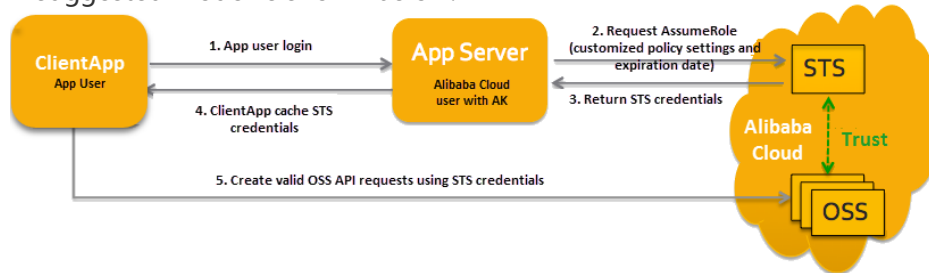 ClientApp
App User
1. App user login
App Server
Alibaba Cloud
user with AK
2. Request AssumeRole
(customized policy settings and
expiration date)
3. Return STS credentials
4. ClientApp cache STS
credentials
STS
Alibaba
Cloud
Trust
5. Create valid OSS API requests using STS credentials
OSS